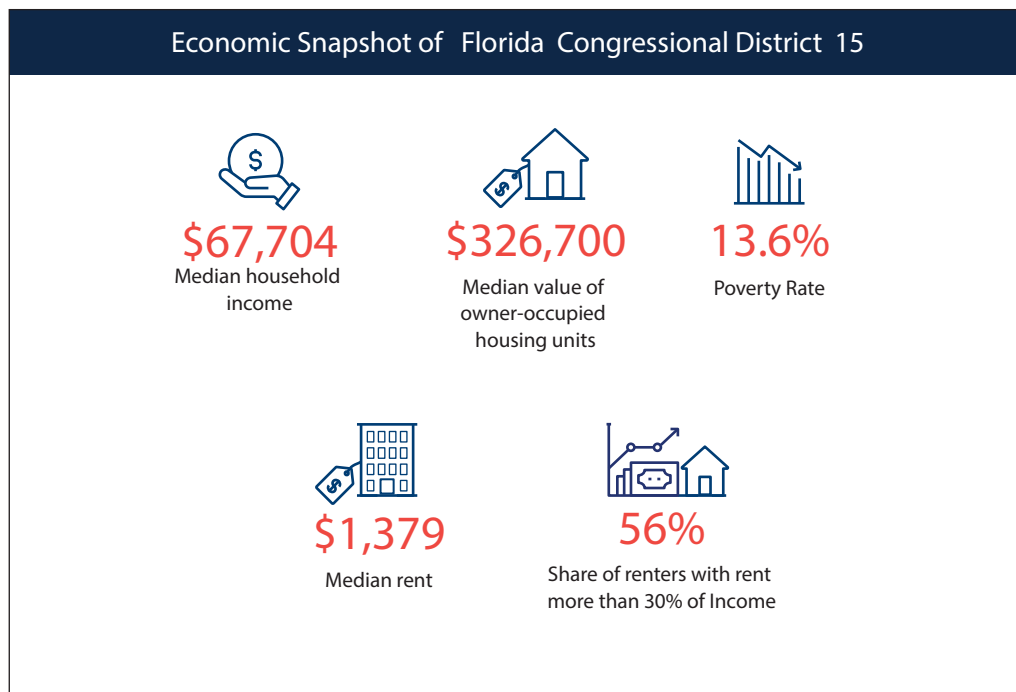 Economic Snapshot of Florida Congressional District 15
$67,704
Median household
income
$326,700
Median value of
owner-occupied
housing units
13.6%
Poverty Rate
$1,379
Median rent
56%
Share of renters with rent
more than 30% of Income